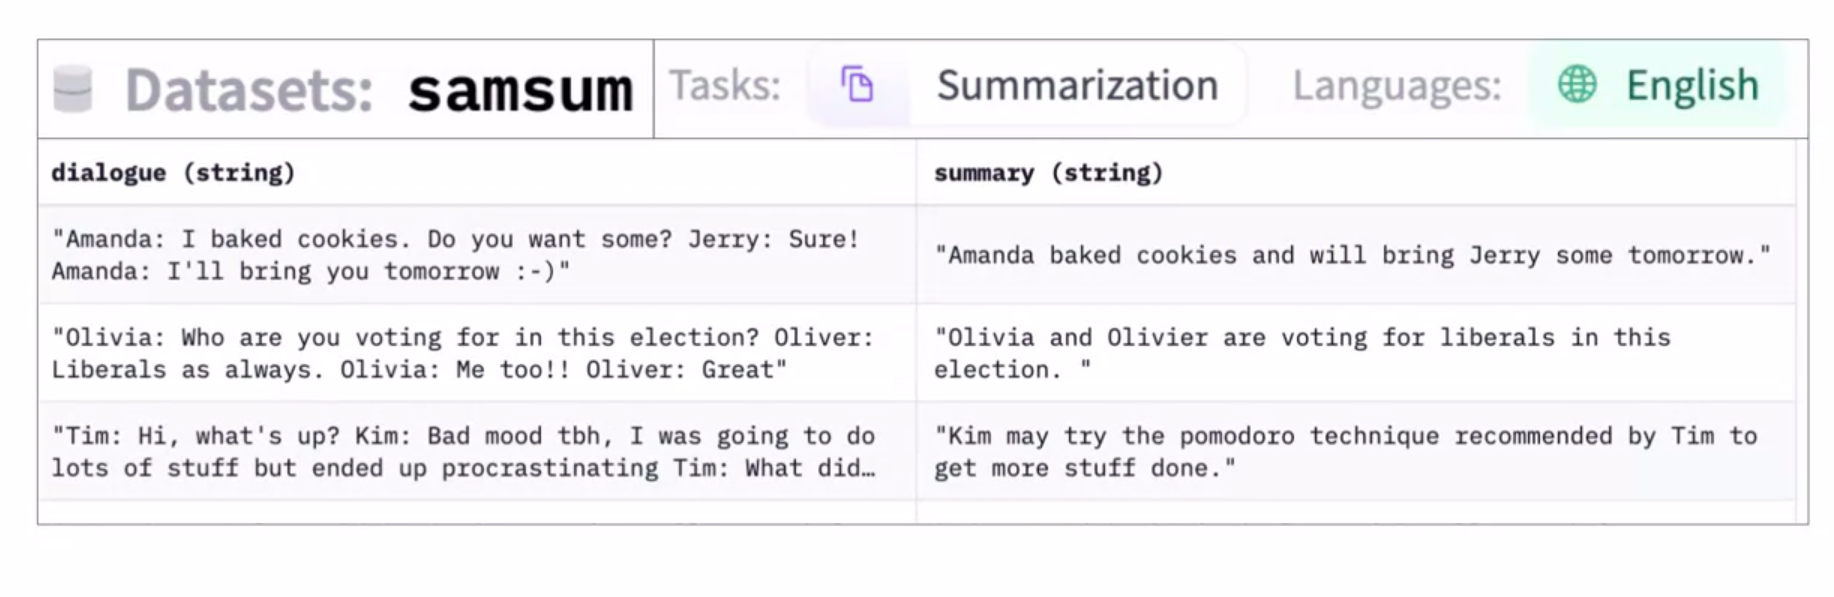 Datasets: samsum
Tasks: Summarization Languages: English
dialogue (string)
summary (string)
"Amanda: I baked cookies. Do you want some? Jerry: Sure!
Amanda: I'll bring you tomorrow :-)"
"Amanda baked cookies and will bring Jerry some tomorrow."
"Olivia: Who are you voting for in this election? Oliver:
Liberals as always. Olivia: Me too!! Oliver: Great"
"Olivia and Olivier are voting for liberals in this
election. "
"Tim: Hi, what's up? Kim: Bad mood tbh, I was going to do
lots of stuff but ended up procrastinating Tim: What did…
"Kim may try the pomodoro technique recommended by Tim to
get more stuff done."